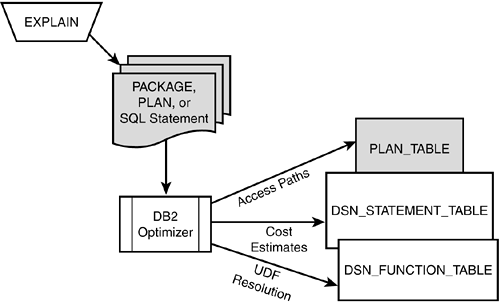 EXPLAIN
PACKAGE,
PLAN, or
SQL Statement
PLAN_TABLE
Access Paths
DSN_STATEMENT_TABLE
DB2
Optimizer
Cost
Estimates
UDF
Resolution
DSN_FUNCTION_TABLE